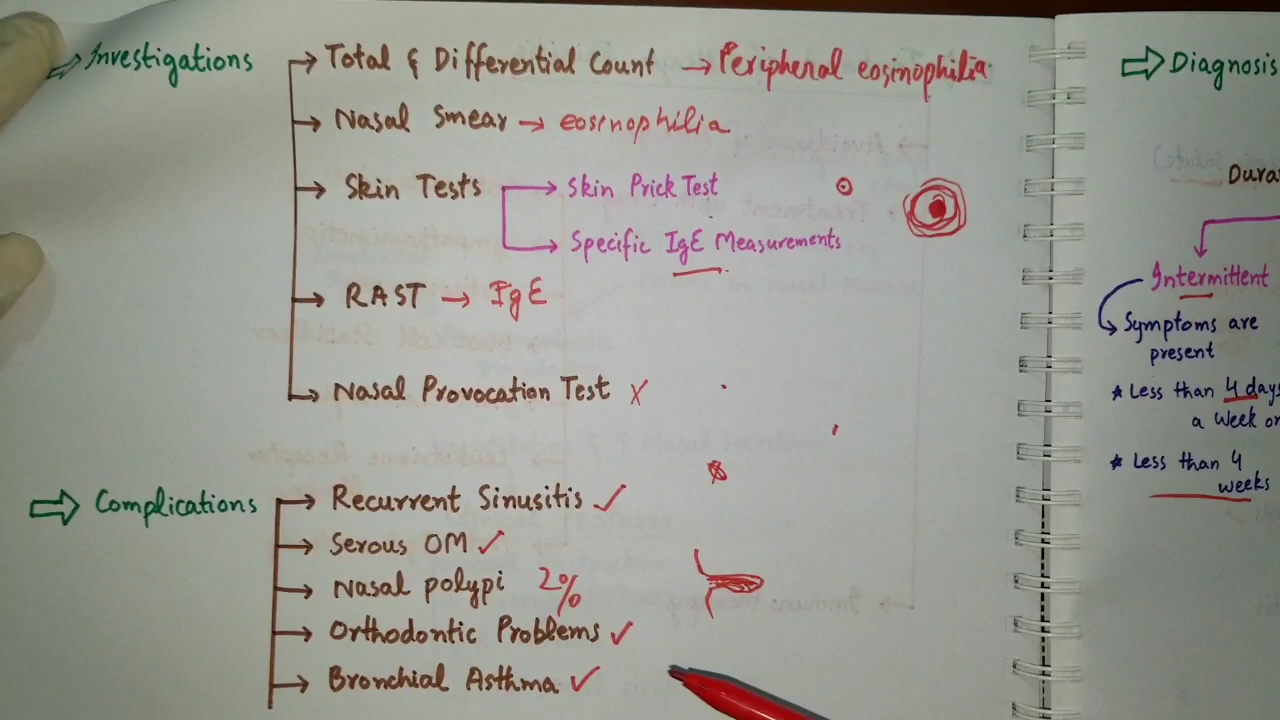 Investigations
Total & Differential Count → Peripheral eosinophilia
Nasal Smear → eosinophilia
Skin Tests
Skin Prick Test
Specific IgE Measurements
RAST → IgE
Nasal Provocation Test X
Complications
Recurrent Sinusitis ✓
Serous OM ✓
Nasal polypi 2%
Orthodontic Problems ✓
Bronchial Asthma ✓
Diagnosis
Intermittent
Symptoms are
present
* Less than 4 days
a week or
* Less than 4
weeks